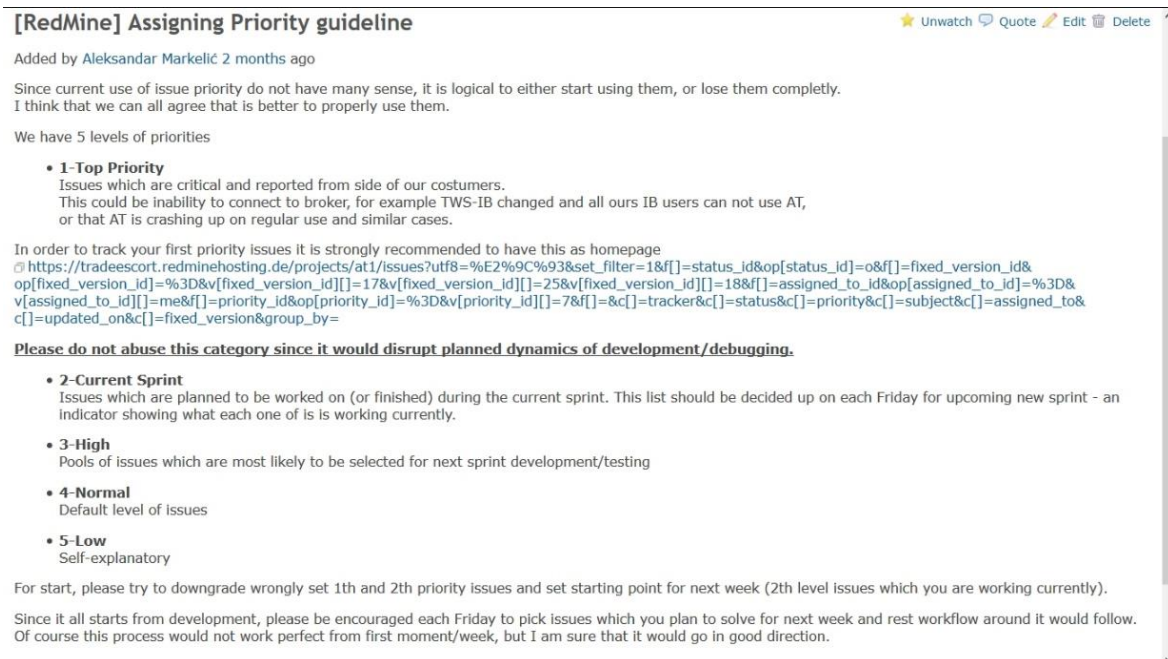 [RedMine] Assigning Priority guideline
Unwatch Quote Edit Delete
Added by Aleksandar Markelić 2 months ago
Since current use of issue priority do not have many sense, it is logical to either start using them, or lose them completly.
I think that we can all agree that is better to properly use them.
We have 5 levels of priorities
• 1-Top Priority
Issues which are critical and reported from side of our costumers.
This could be inability to connect to broker, for example TWS-IB changed and all ours IB users can not use AT,
or that AT is crashing up on regular use and similar cases.
In order to track your first priority issues it is strongly recommended to have this as homepage
https://tradeescort.redminehosting.de/projects/at1/issues?utf8=%E2%9C%93&set_filter=1&f[]=status_id&op[status_id]=o&f[]=fixed_version_id&
op[fixed_version_id]=%3D&v[fixed_version_id][]=17&v[fixed_version_id][]=25&v[fixed_version_id][]=18&f[]=assigned_to_id&op[assigned_to_id]=%3D&
v[assigned_to_id][]=me&f[]=priority_id&op[priority_id]=%3D&v[priority_id][]=7&f[]=&c[]=tracker&c[]=status&c[]=priority&c[]=subject&c[]=assigned_to&
c[]=updated_on&c[]=fixed_version&group_by=
Please do not abuse this category since it would disrupt planned dynamics of development/debugging.
• 2-Current Sprint
Issues which are planned to be worked on (or finished) during the current sprint. This list should be decided up on each Friday for upcoming new sprint - an
indicator showing what each one of is is working currently.
• 3-High
Pools of issues which are most likely to be selected for next sprint development/testing
• 4-Normal
Default level of issues
• 5-Low
Self-explanatory
For start, please try to downgrade wrongly set 1th and 2th priority issues and set starting point for next week (2th level issues which you are working currently).
Since it all starts from development, please be encouraged each Friday to pick issues which you plan to solve for next week and rest workflow around it would follow.
Of course this process would not work perfect from first moment/week, but I am sure that it would go in good direction.